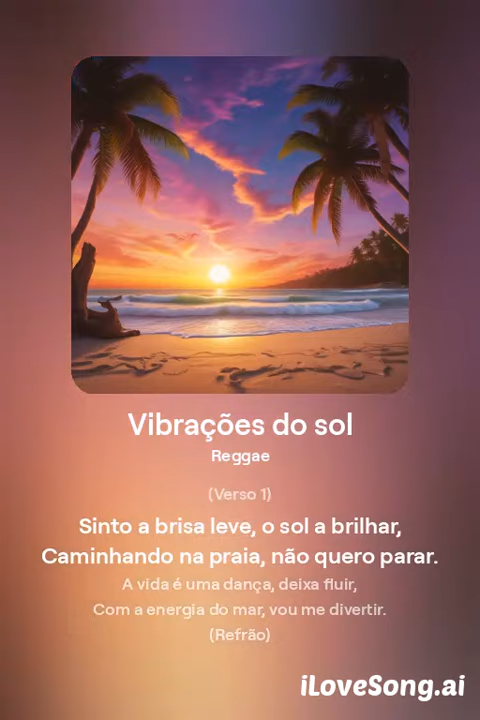 Vibrações do sol
Reggae
(Verso 1)
Sinto a brisa leve, o sol a brilhar,
Caminhando na praia, não quero parar.
A vida é uma dança, deixa fluir,
Com a energia do mar, vou me divertir.
(Refrão)
iLoveSong.ai